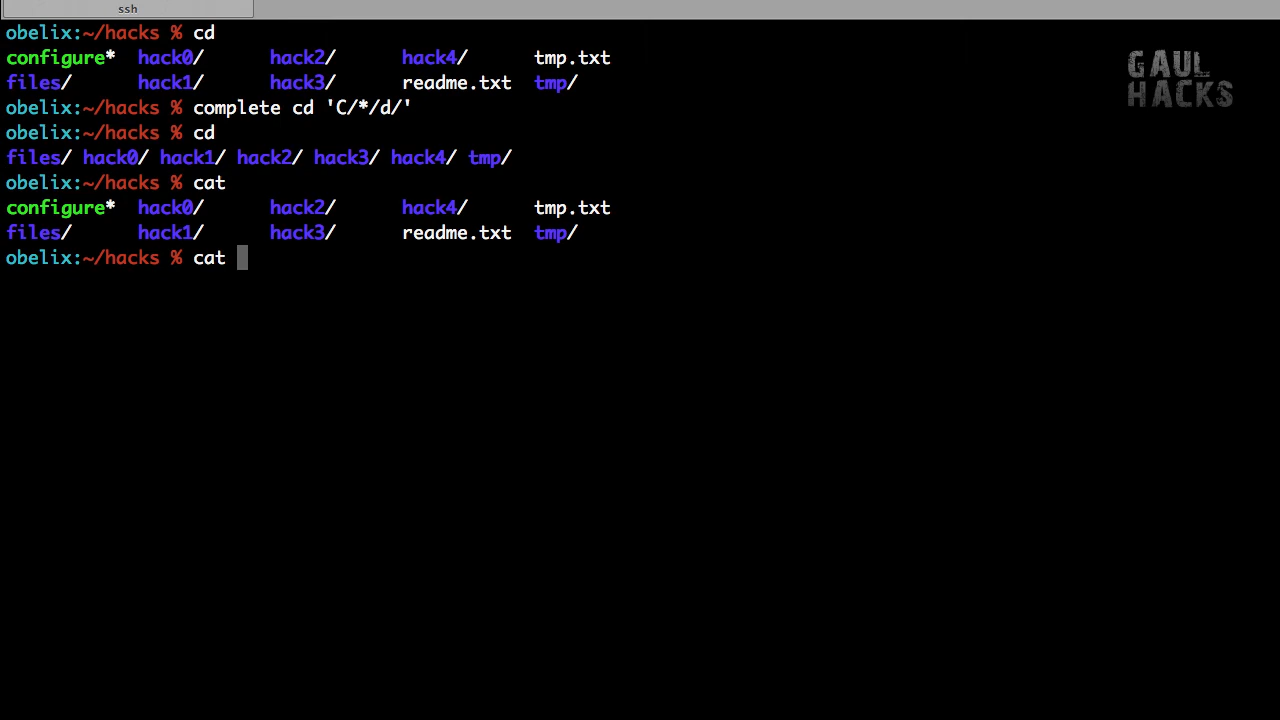 ssh
obelix:~/hacks % cd
configure* hack0/ hack2/ hack4/ tmp.txt
files/ hack1/ hack3/ readme.txt tmp/
obelix:~/hacks % complete cd 'C/*/d/'
obelix:~/hacks % cd
files/ hack0/ hack1/ hack2/ hack3/ hack4/ tmp/
obelix:~/hacks % cat
configure* hack0/ hack2/ hack4/ tmp.txt
files/ hack1/ hack3/ readme.txt tmp/
obelix:~/hacks % cat
GAUL
HACKS